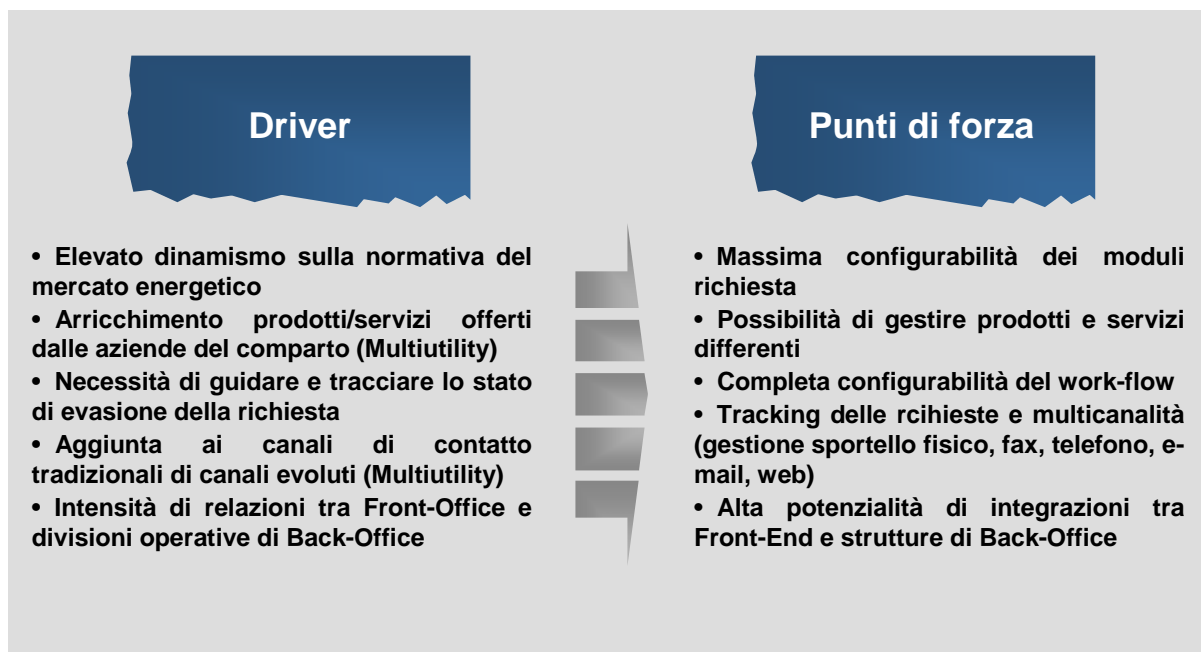 Driver
• Elevato dinamismo sulla normativa del
mercato energetico
• Arricchimento prodotti/servizi offerti
dalle aziende del comparto (Multiutility)
• Necessità di guidare e tracciare lo stato
di evasione della richiesta
• Aggiunta ai canali di contatto
tradizionali di canali evoluti (Multiutility)
• Intensità di relazioni tra Front-Office e
divisioni operative di Back-Office
Punti di forza
• Massima configurabilità dei moduli
richiesta
• Possibilità di gestire prodotti e servizi
differenti
• Completa configurabilità del work-flow
• Tracking delle rcihieste e multicanalità
(gestione sportello fisico, fax, telefono, e-
mail, web)
• Alta potenzialità di integrazioni tra
Front-End e strutture di Back-Office